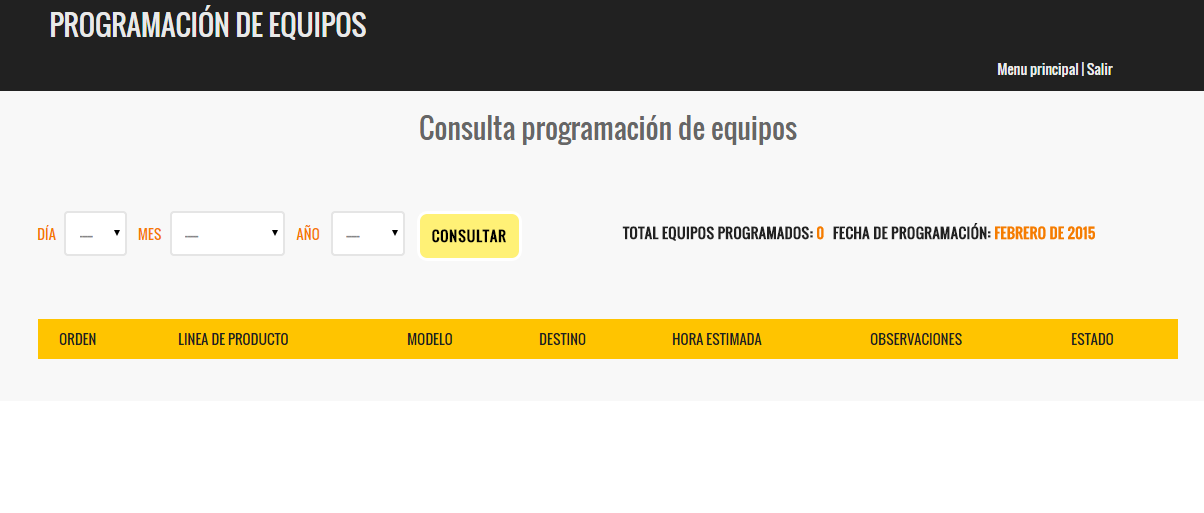 PROGRAMACIÓN DE EQUIPOS
Menu principal | Salir
Consulta programación de equipos
DÍA ---- MES ---- AÑO ---- CONSULTAR TOTAL EQUIPOS PROGRAMADOS: 0 FECHA DE PROGRAMACIÓN: FEBRERO DE 2015
ORDEN LINEA DE PRODUCTO MODELO DESTINO HORA ESTIMADA OBSERVACIONES ESTADO